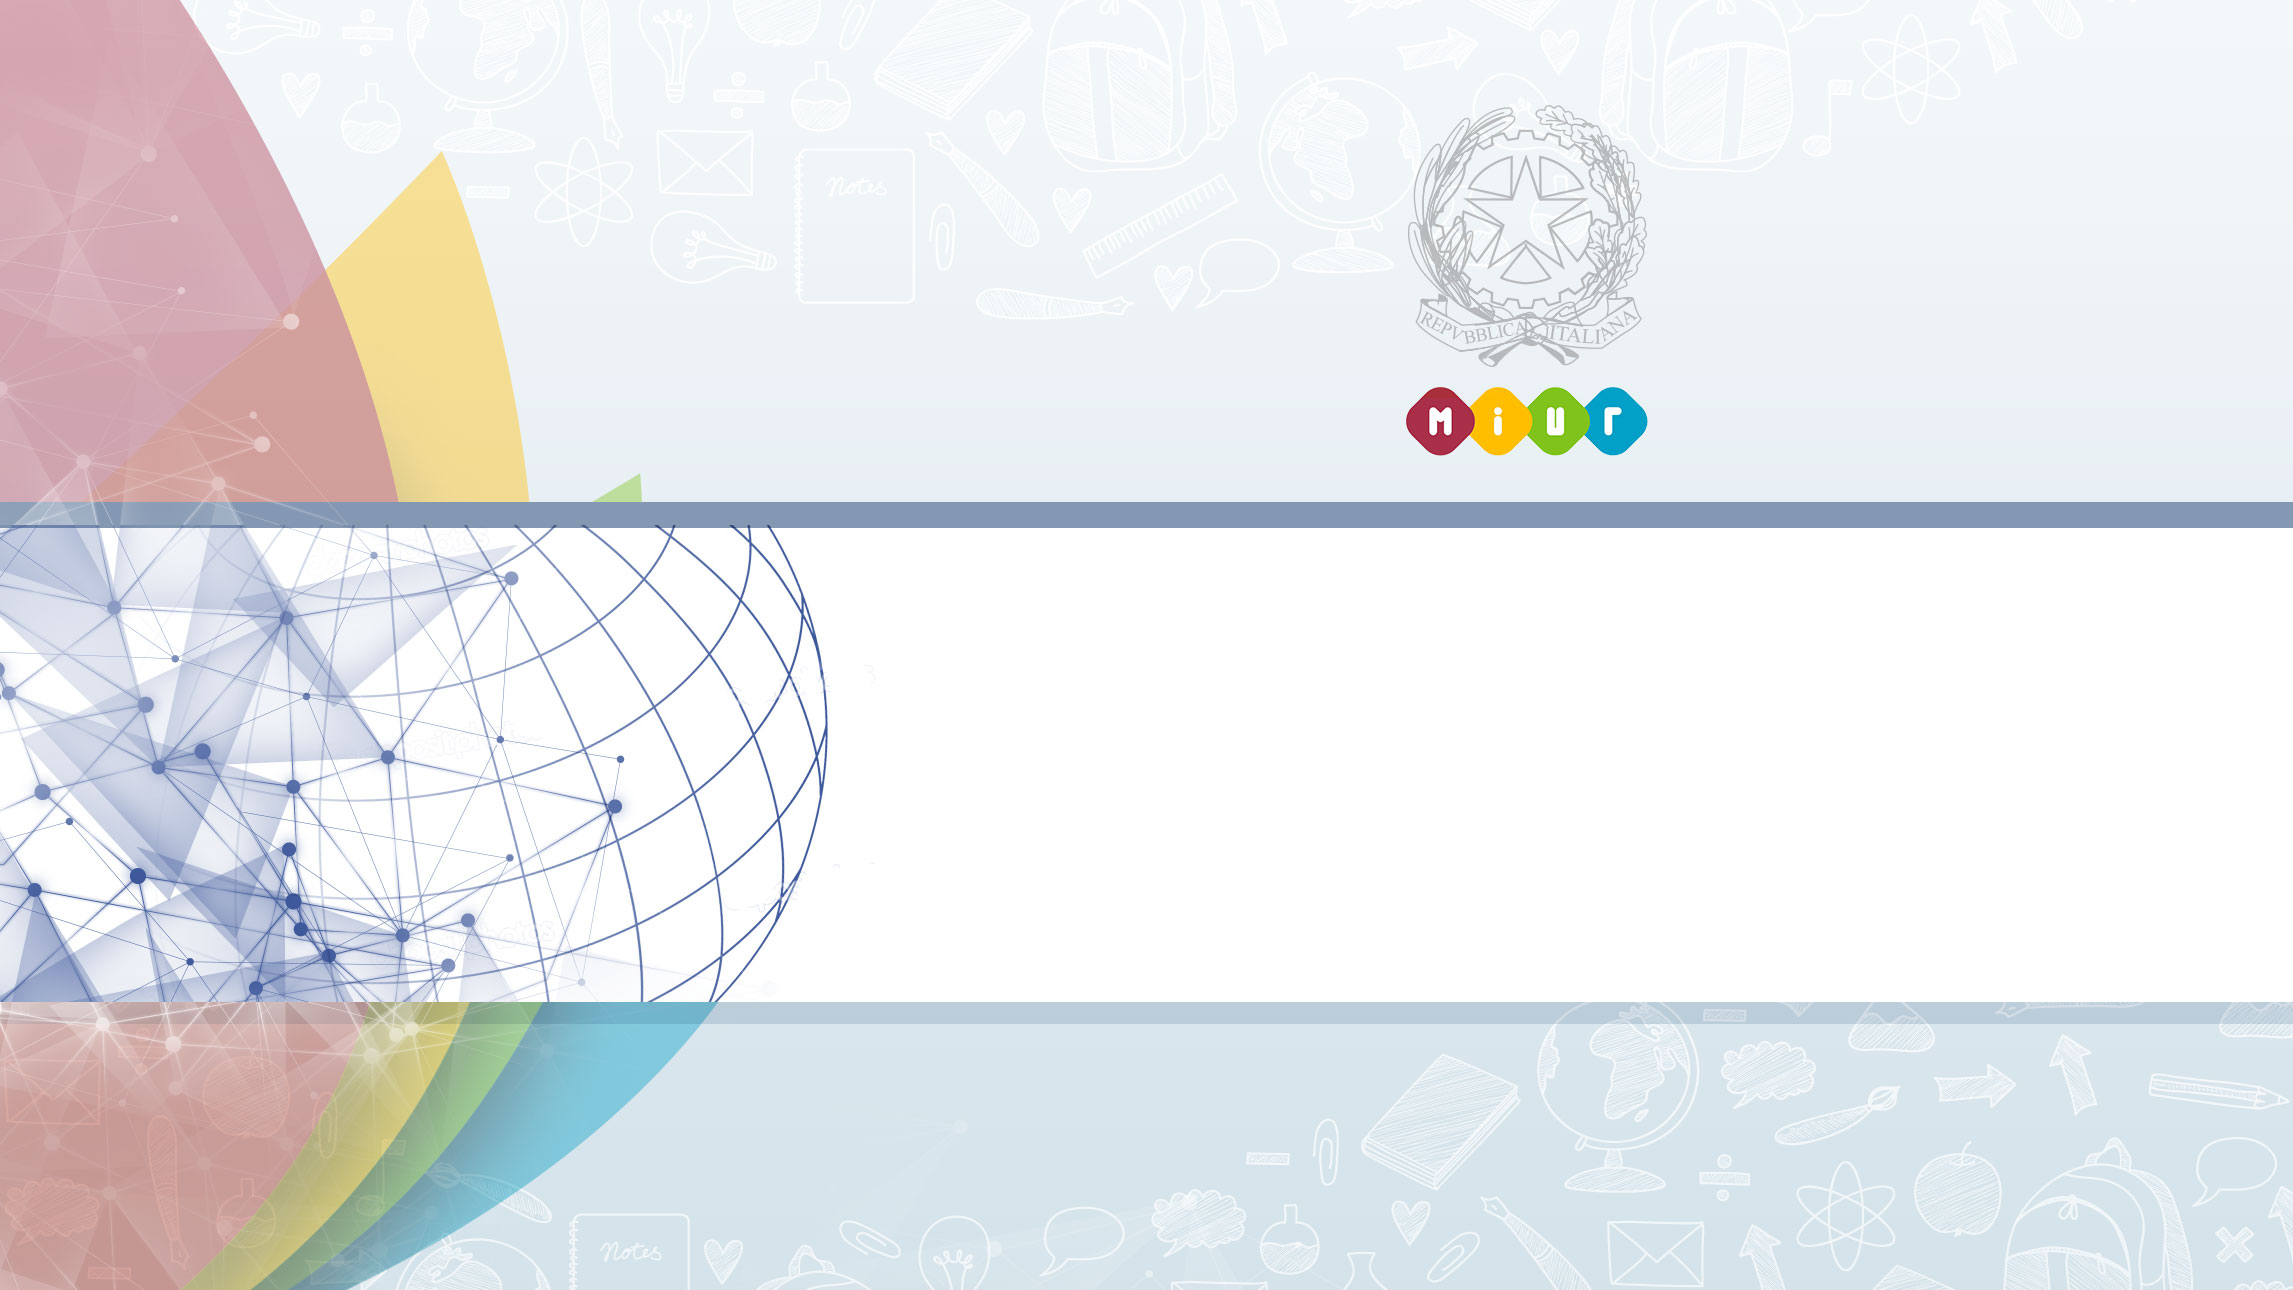 Notes
REPVBBLICA ITALIANA
Miur
Notes